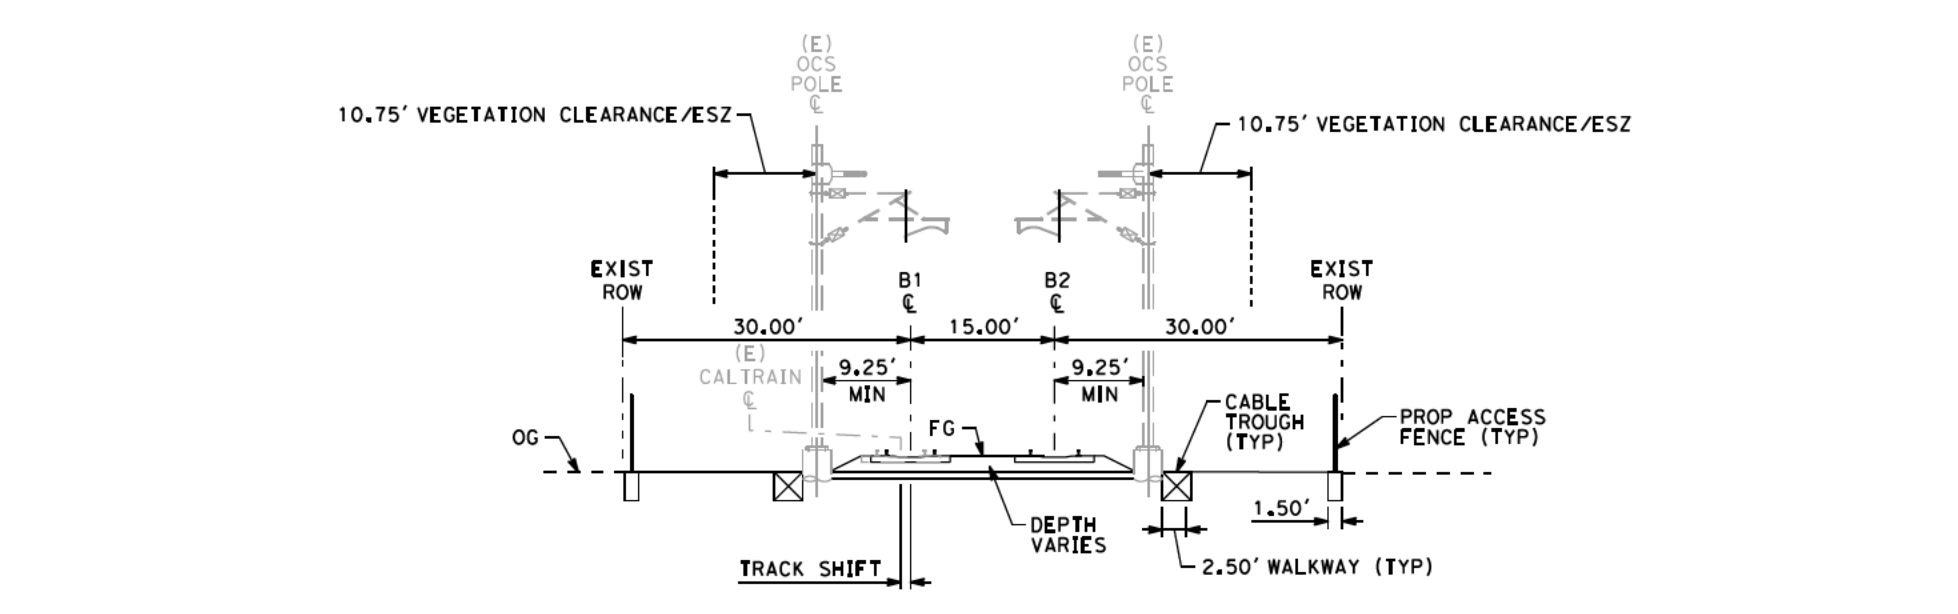 (E)
OCS
POLE
℄
(E)
OCS
POLE
℄
10.75' VEGETATION CLEARANCE/ESZ
10.75' VEGETATION CLEARANCE/ESZ
EXIST
ROW
B1
℄
B2
℄
EXIST
ROW
30.00'
15.00'
30.00'
(E)
CALTRAIN
℄
9.25'
MIN
9.25'
MIN
OG
FG
CABLE
TROUGH
(TYP)
PROP ACCESS
FENCE (TYP)
1.50'
DEPTH
VARIES
TRACK SHIFT
2.50' WALKWAY (TYP)